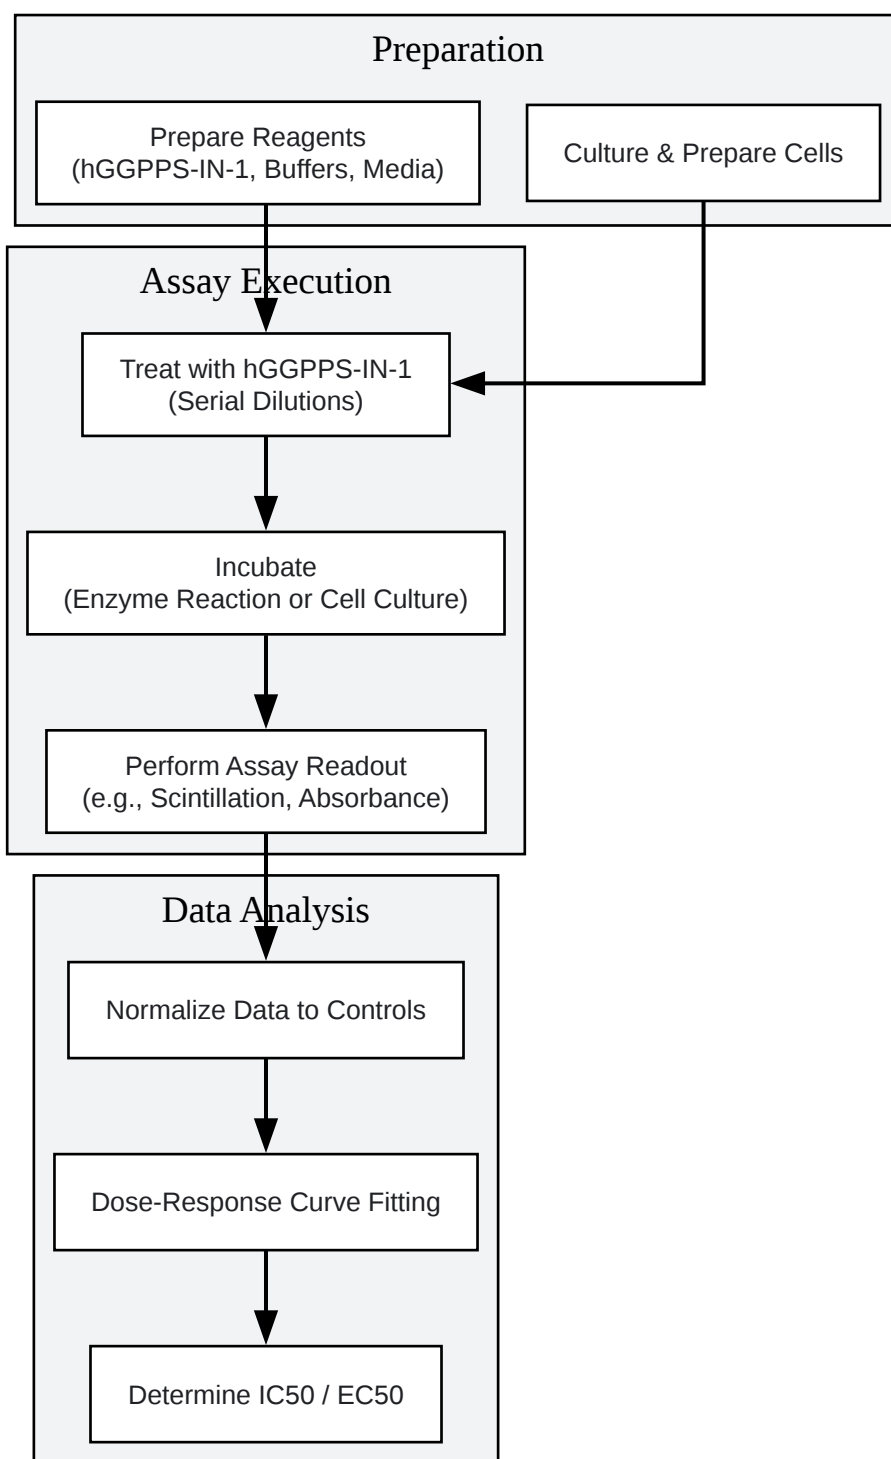 Preparation
Prepare Reagents
(hGGPPS-IN-1, Buffers, Media)
Culture & Prepare Cells
Assay Execution
Treat with hGGPPS-IN-1
(Serial Dilutions)
Incubate
(Enzyme Reaction or Cell Culture)
Perform Assay Readout
(e.g., Scintillation, Absorbance)
Data Analysis
Normalize Data to Controls
Dose-Response Curve Fitting
Determine IC50 / EC50